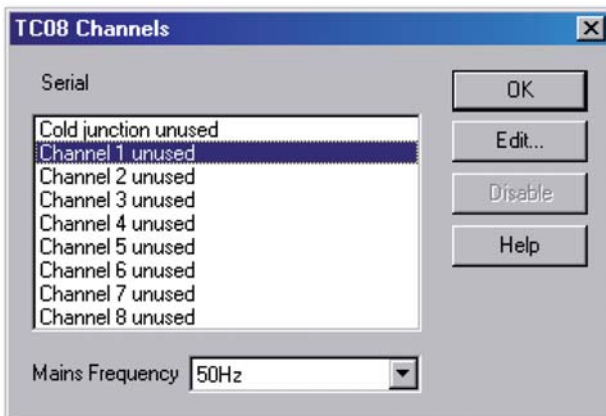 TC08 Channels
Serial
Cold junction unused
Channel 1 unused
Channel 2 unused
Channel 3 unused
Channel 4 unused
Channel 5 unused
Channel 6 unused
Channel 7 unused
Channel 8 unused
Mains Frequency 50Hz
OK
Edit...
Disable
Help